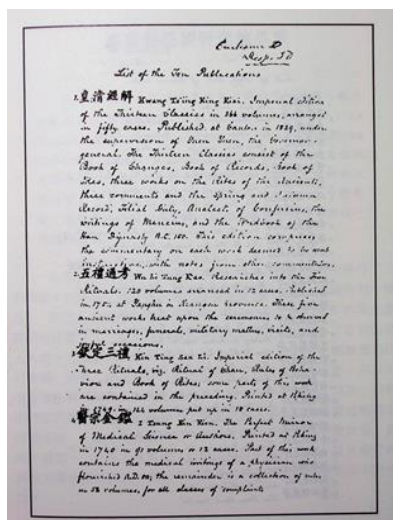 Enclosure D
Desp. 
List of the Ten Publications
1. 皇清經解 Kwang Ts'ing King Kiai. Imperial edition
of the Thirteen Classics in 366 volumes, arranged
in fifty cases. Published at Canton in 1829, under
the supervision of Yuen Yuen, the Governor-
general. The Thirteen Classics consist of the
Book of Changes, Book of Records, Book of
Odes, three works on the Rites of the Ancients,
three comments and the Spring and Autumn
Record, Filial Duty, Analects of Confucius, the
writings of Mencius, and the Wordbook of the
Han Dynasty This edition comprises
the commentary on each work deemed to be most
instructive, with notes from other commentators.
2. 五禮通考 Wu Li Tung Kao. Researches into the Five
Rituals. 120 volumes arranged in 12 cases. Published
in at in Kiangsu Province. These five
ancient works treat upon the ceremonies to be observed
in marriages, funerals, military matters, visits, and
occasions.
3. 欽定三禮 Kin Ting San Li. Imperial edition of the
three Rituals, viz. Ritual of Chau, Rules of Beha-
vior and Book of Rites; some parts of this work
are contained in the preceding. Printed at Peking
in volumes put up in 18 cases.
4. 醫宗金鑑 I Tsung Kin Kien. The Perfect Mirror
of Medical Science or Authors. Printed at Peking
in 1740 in 91 volumes or 12 cases. Part of this work
contains the medical writings of a physician who
flourished the remainder is a collection of rules
in 58 volumes, for all classes of complaints